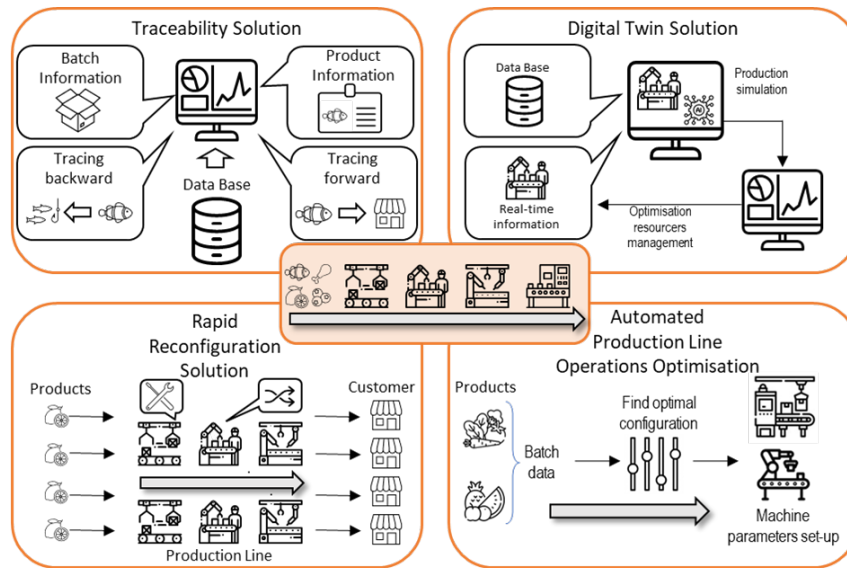 Traceability Solution
Batch
Information
Product
Information
Tracing
backward
Data Base
Tracing
forward
Digital Twin Solution
Data Base
Production
simulation
AI
Real-time
information
Optimisation
resourcers
management
Rapid
Reconfiguration
Solution
Products
Customer
Production Line
Automated
Production Line
Operations Optimisation
Products
Batch
data
Find optimal
configuration
Machine
parameters set-up